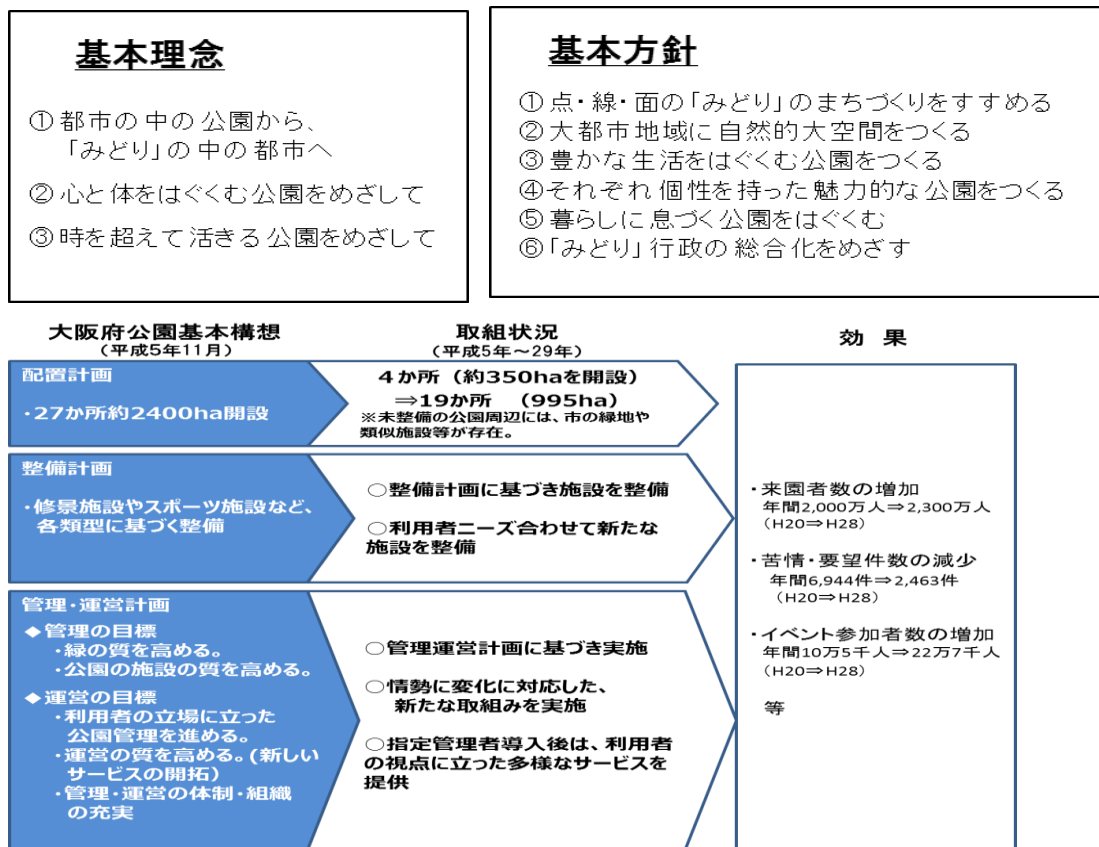 基本理念
①都市の中の公園から、
「みどり」の中の都市へ
②心と体をはぐくむ公園をめざして
③時を超えて活きる公園をめざして
基本方針
①点・線・面の「みどり」のまちづくりをすすめる
②大都市地域に自然的大空間をつくる
③豊かな生活をはぐくむ公園をつくる
④それぞれ個性を持った魅力的な公園をつくる
⑤暮らしに息づく公園をはぐくむ
⑥「みどり」行政の総合化をめざす
大阪府公園基本構想
(平成5年11月)
取組状況
(平成5年～29年)
効 果
配置計画
・27か所約2400ha開設
4か所（約350haを開設）
⇒19か所　（995ha）
※未整備の公園周辺には、市の緑地や
類似施設等が存在。
整備計画
・修景施設やスポーツ施設など、
各類型に基づく整備
○整備計画に基づき施設を整備
○利用者ニーズ合わせて新たな
施設を整備
管理・運営計画
◆管理の目標
・緑の質を高める。
・公園の施設の質を高める。
◆運営の目標
・利用者の立場に立った
公園管理を進める。
・運営の質を高める。(新しい
サービスの開拓)
・管理・運営の体制・組織
の充実
○管理運営計画に基づき実施
○情勢に変化に対応した、
新たな取組みを実施
○指定管理者導入後は、利用者
の視点に立った多様なサービスを
提供
・来園者数の増加
年間2,000万人⇒2,300万人
(H20⇒H28)
・苦情・要望件数の減少
年間6,944件⇒2,463件
(H20⇒H28)
・イベント参加者数の増加
年間10万5千人⇒22万7千人
(H20⇒H28)
等